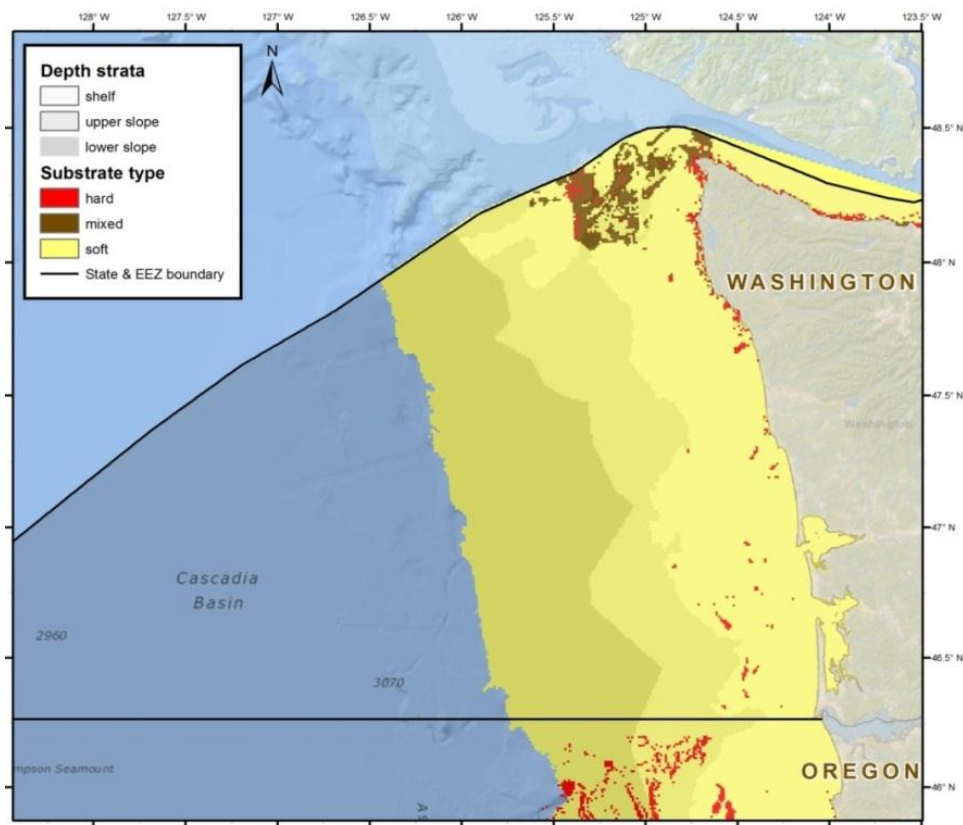 128° W 127.5° W 127° W 126.5° W 126° W 125.5° W 125° W 124.5° W 124° W 123.5° W
N
Depth strata
shelf
upper slope
lower slope
Substrate type
hard
mixed
soft
State & EEZ boundary
48.5° N
48° N
WASHINGTON
47.5° N
Washington
47° N
Cascadia
Basin
2960
46.5° N
3070
mpson Seamount
OREGON
46° N
A